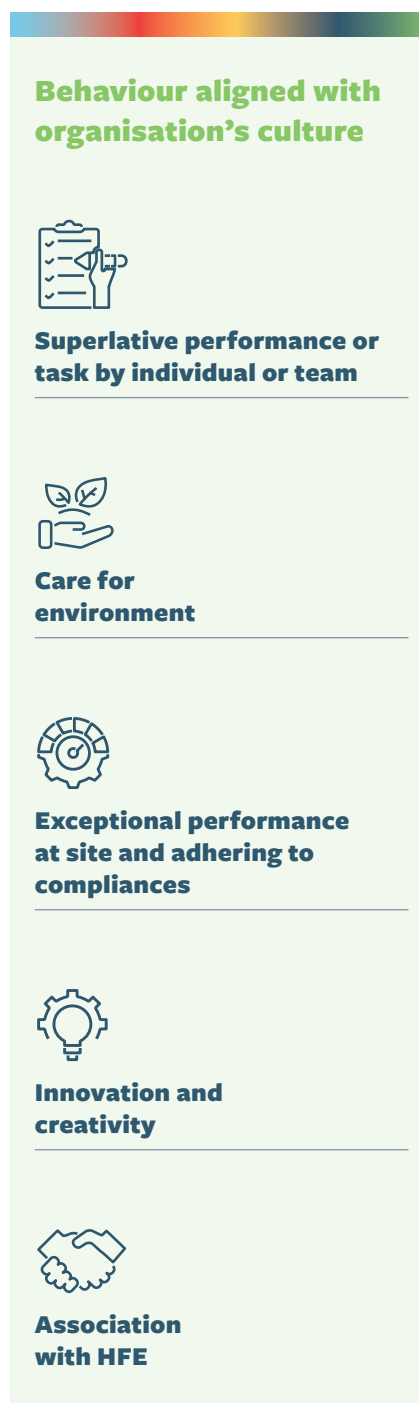 Behaviour aligned with
organisation’s culture
Superlative performance or
task by individual or team
Care for
environment
Exceptional performance
at site and adhering to
compliances
Innovation and
creativity
Association
with HFE